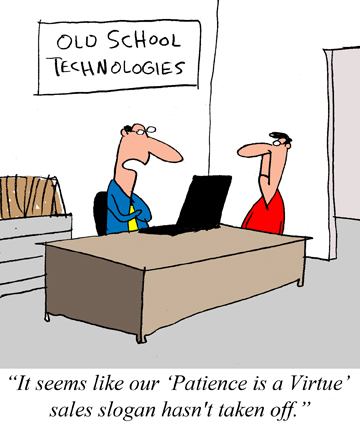 OLD SCHOOL
TECHNOLOGIES
“It seems like our ‘Patience is a Virtue’
sales slogan hasn't taken off.”